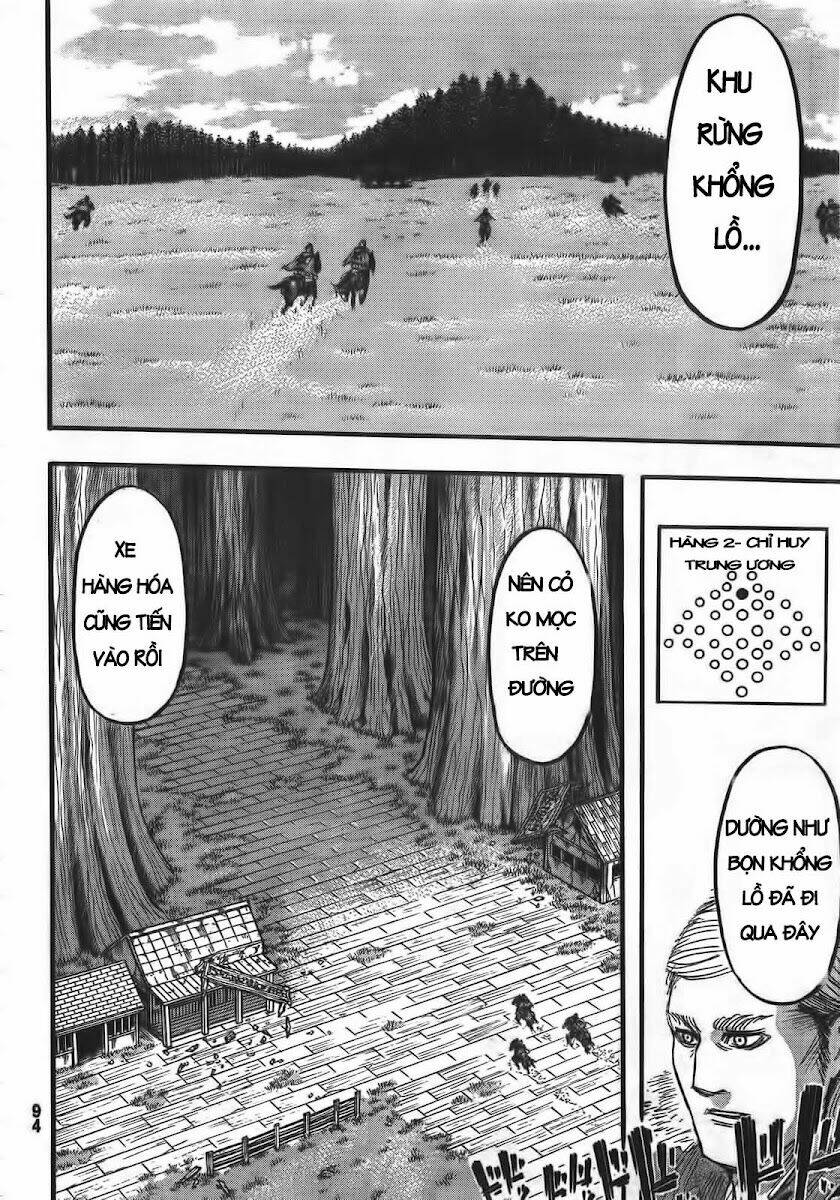 KHU
RỪNG
KHỔNG
LỒ...
HÀNG 2- CHỈ HUY
TRUNG ƯƠNG
DƯỜNG NHƯ
BỌN KHỔNG
LỒ ĐÃ ĐI
QUA ĐÂY
NÊN CỎ
KO MỌC
TRÊN
ĐƯỜNG
XE
HÀNG HÓA
CŨNG TIẾN
VÀO RỒI
94